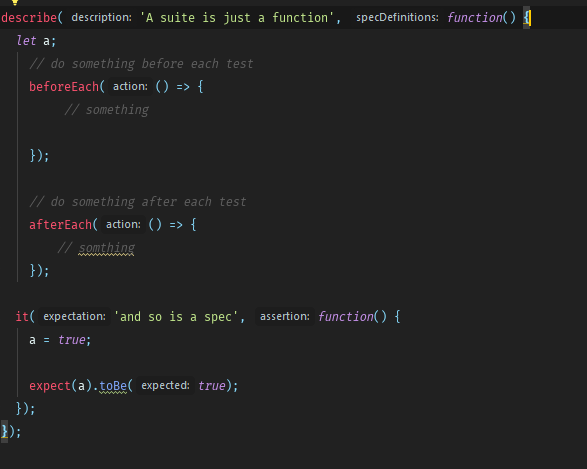 describe( description: 'A suite is just a function', specDefinitions: function() {
let a;
// do something before each test
beforeEach( action: () => {
// something
});
// do something after each test
afterEach( action: () => {
// somthing
});
it( expectation: 'and so is a spec', assertion: function() {
a = true;
expect(a).toBe( expected: true);
});
});